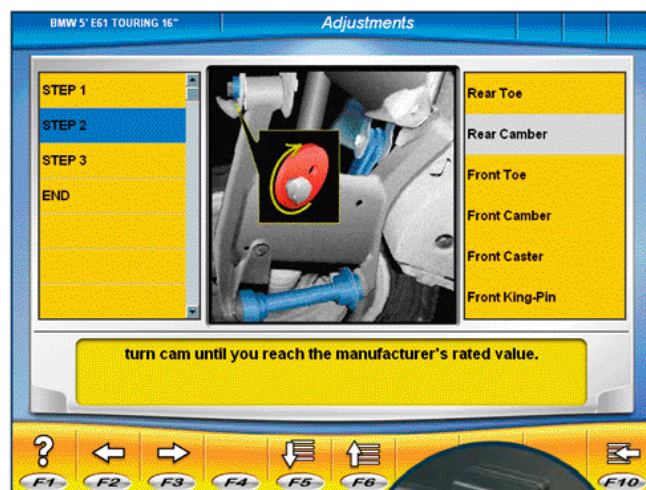 BMW 5' E61 TOURING 16"
Adjustments
STEP 1
STEP 2
STEP 3
END
Rear Toe
Rear Camber
Front Toe
Front Camber
Front Caster
Front King-Pin
turn cam until you reach the manufacturer's rated value.
?
F1 F2 F3 F4 F5 F6 F10